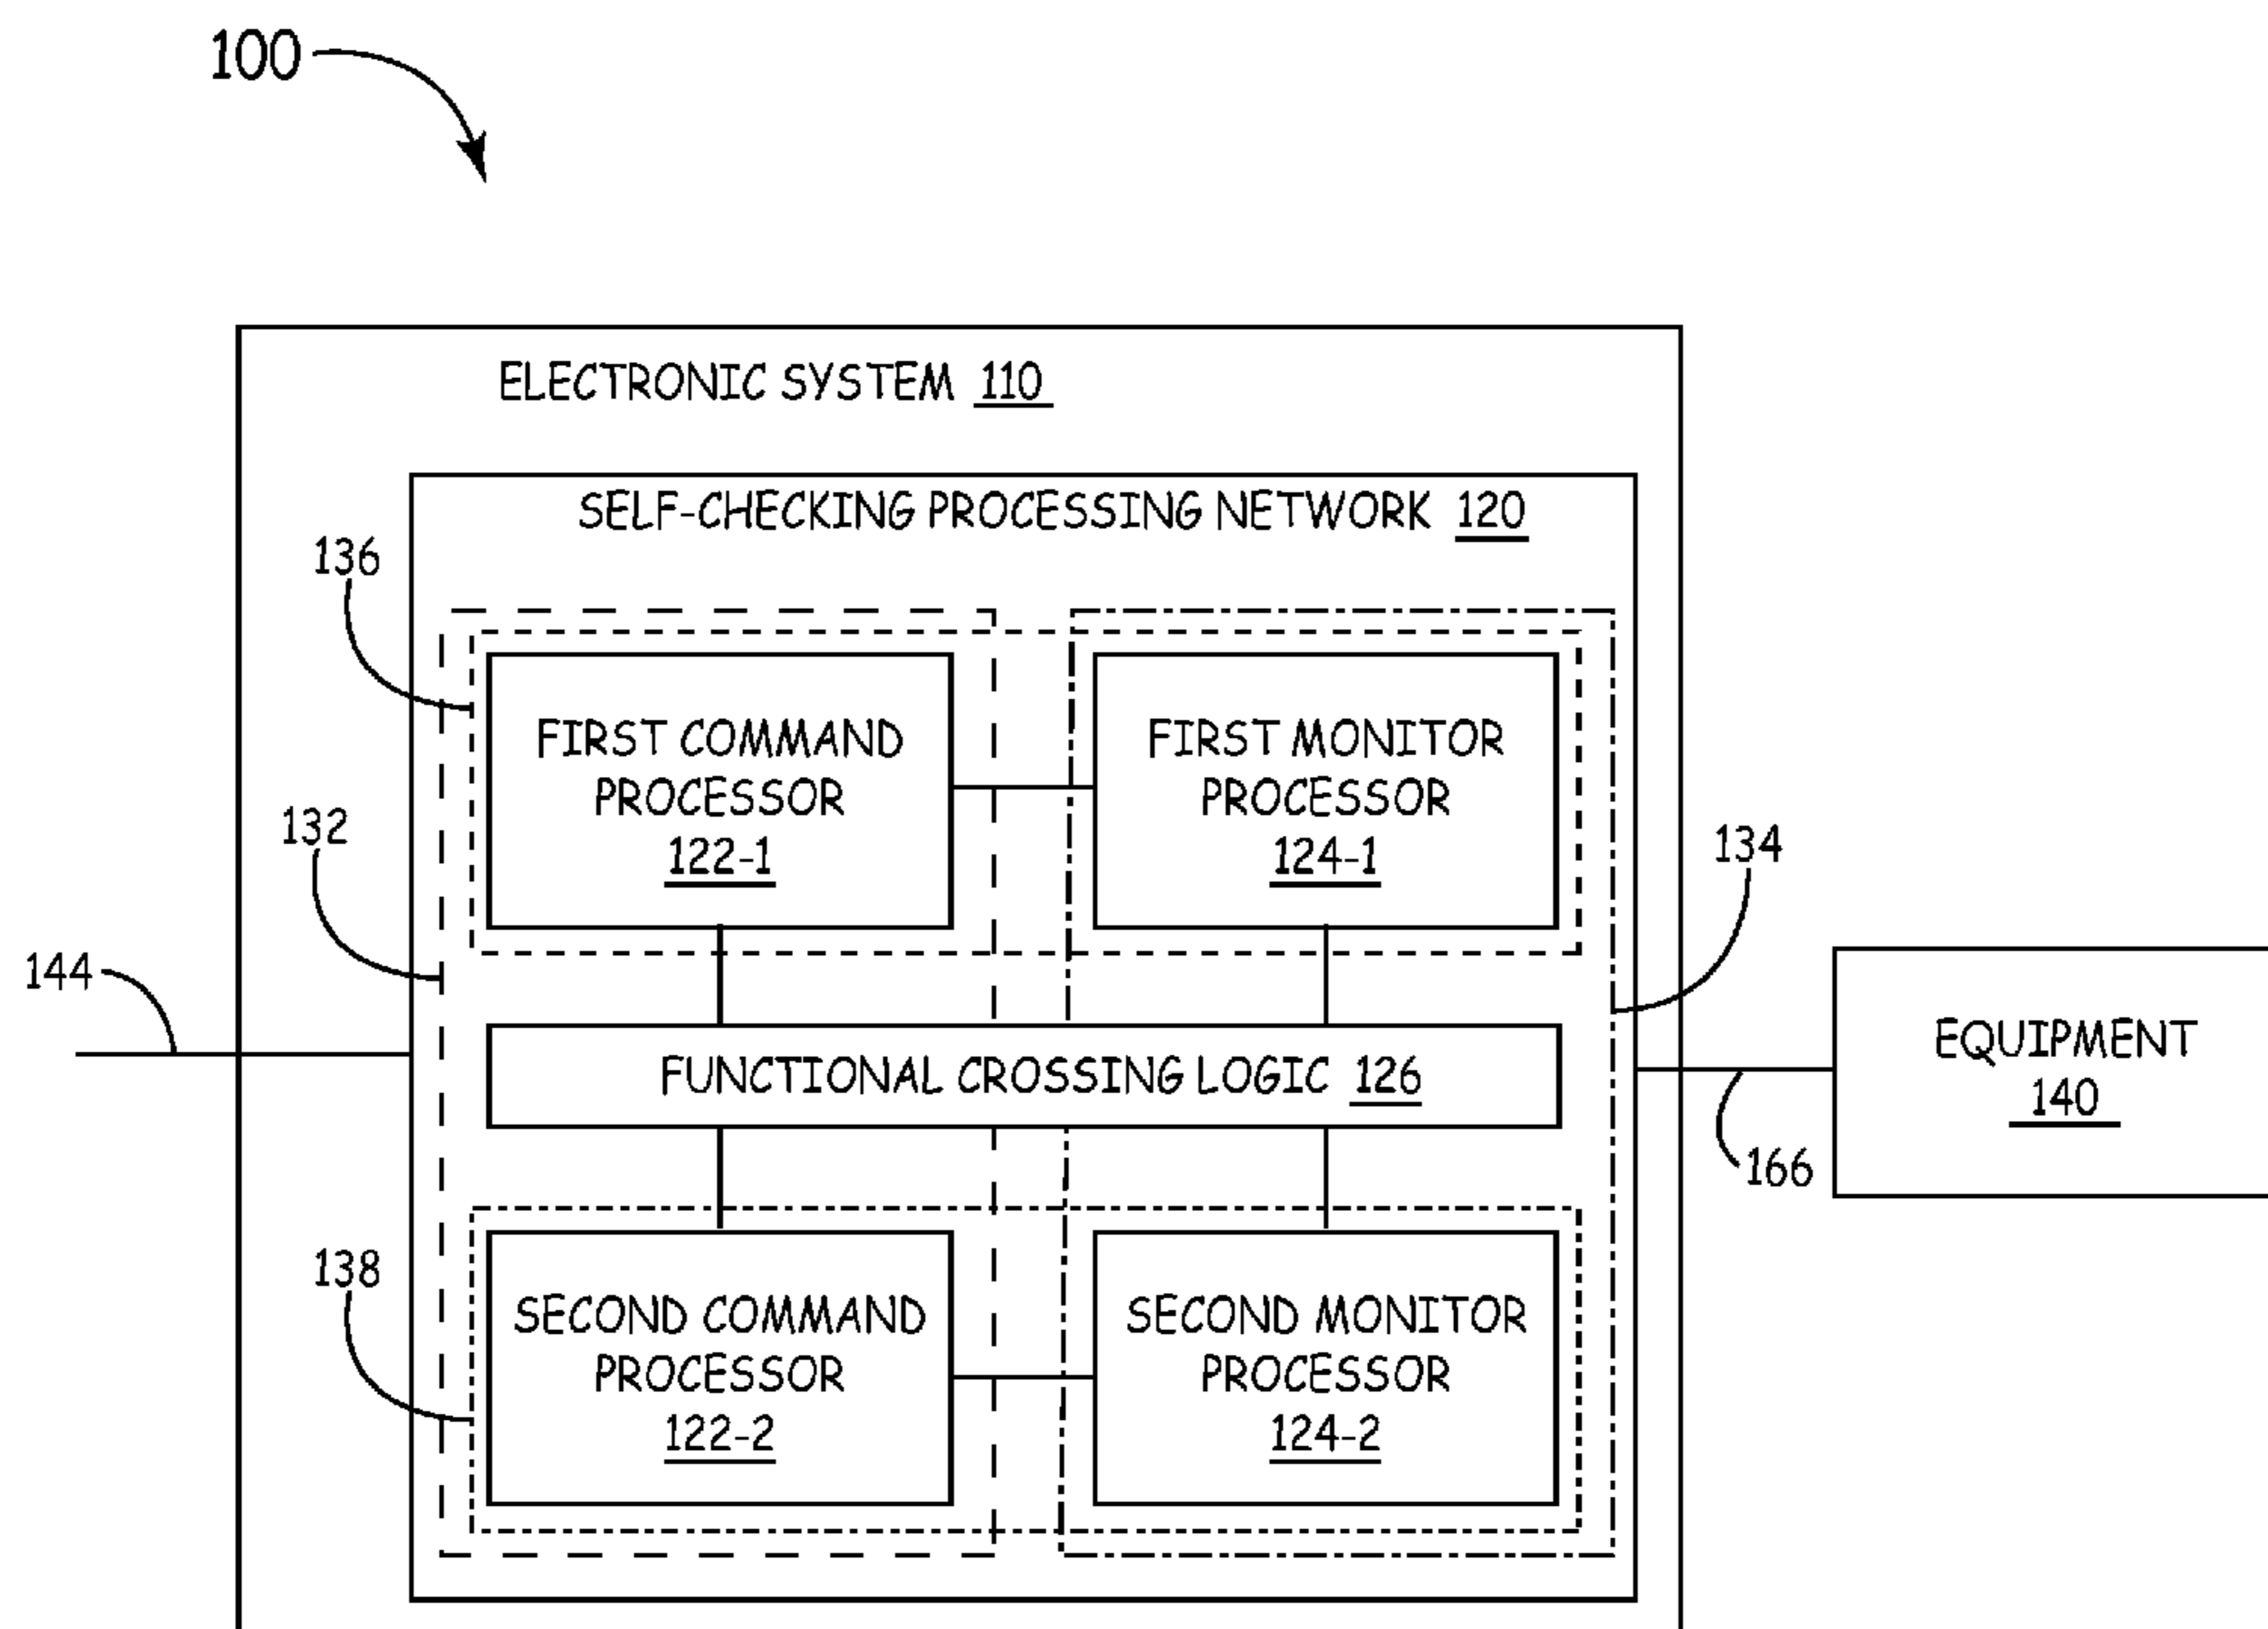 100
ELECTRONIC SYSTEM 110
SELF-CHECKING PROCESSING NETWORK 120
136
FIRST COMMAND
PROCESSOR
122-1
FIRST MONITOR
PROCESSOR
124-1
132
134
144
FUNCTIONAL CROSSING LOGIC 126
EQUIPMENT
140
166
138
SECOND COMMAND
PROCESSOR
122-2
SECOND MONITOR
PROCESSOR
124-2